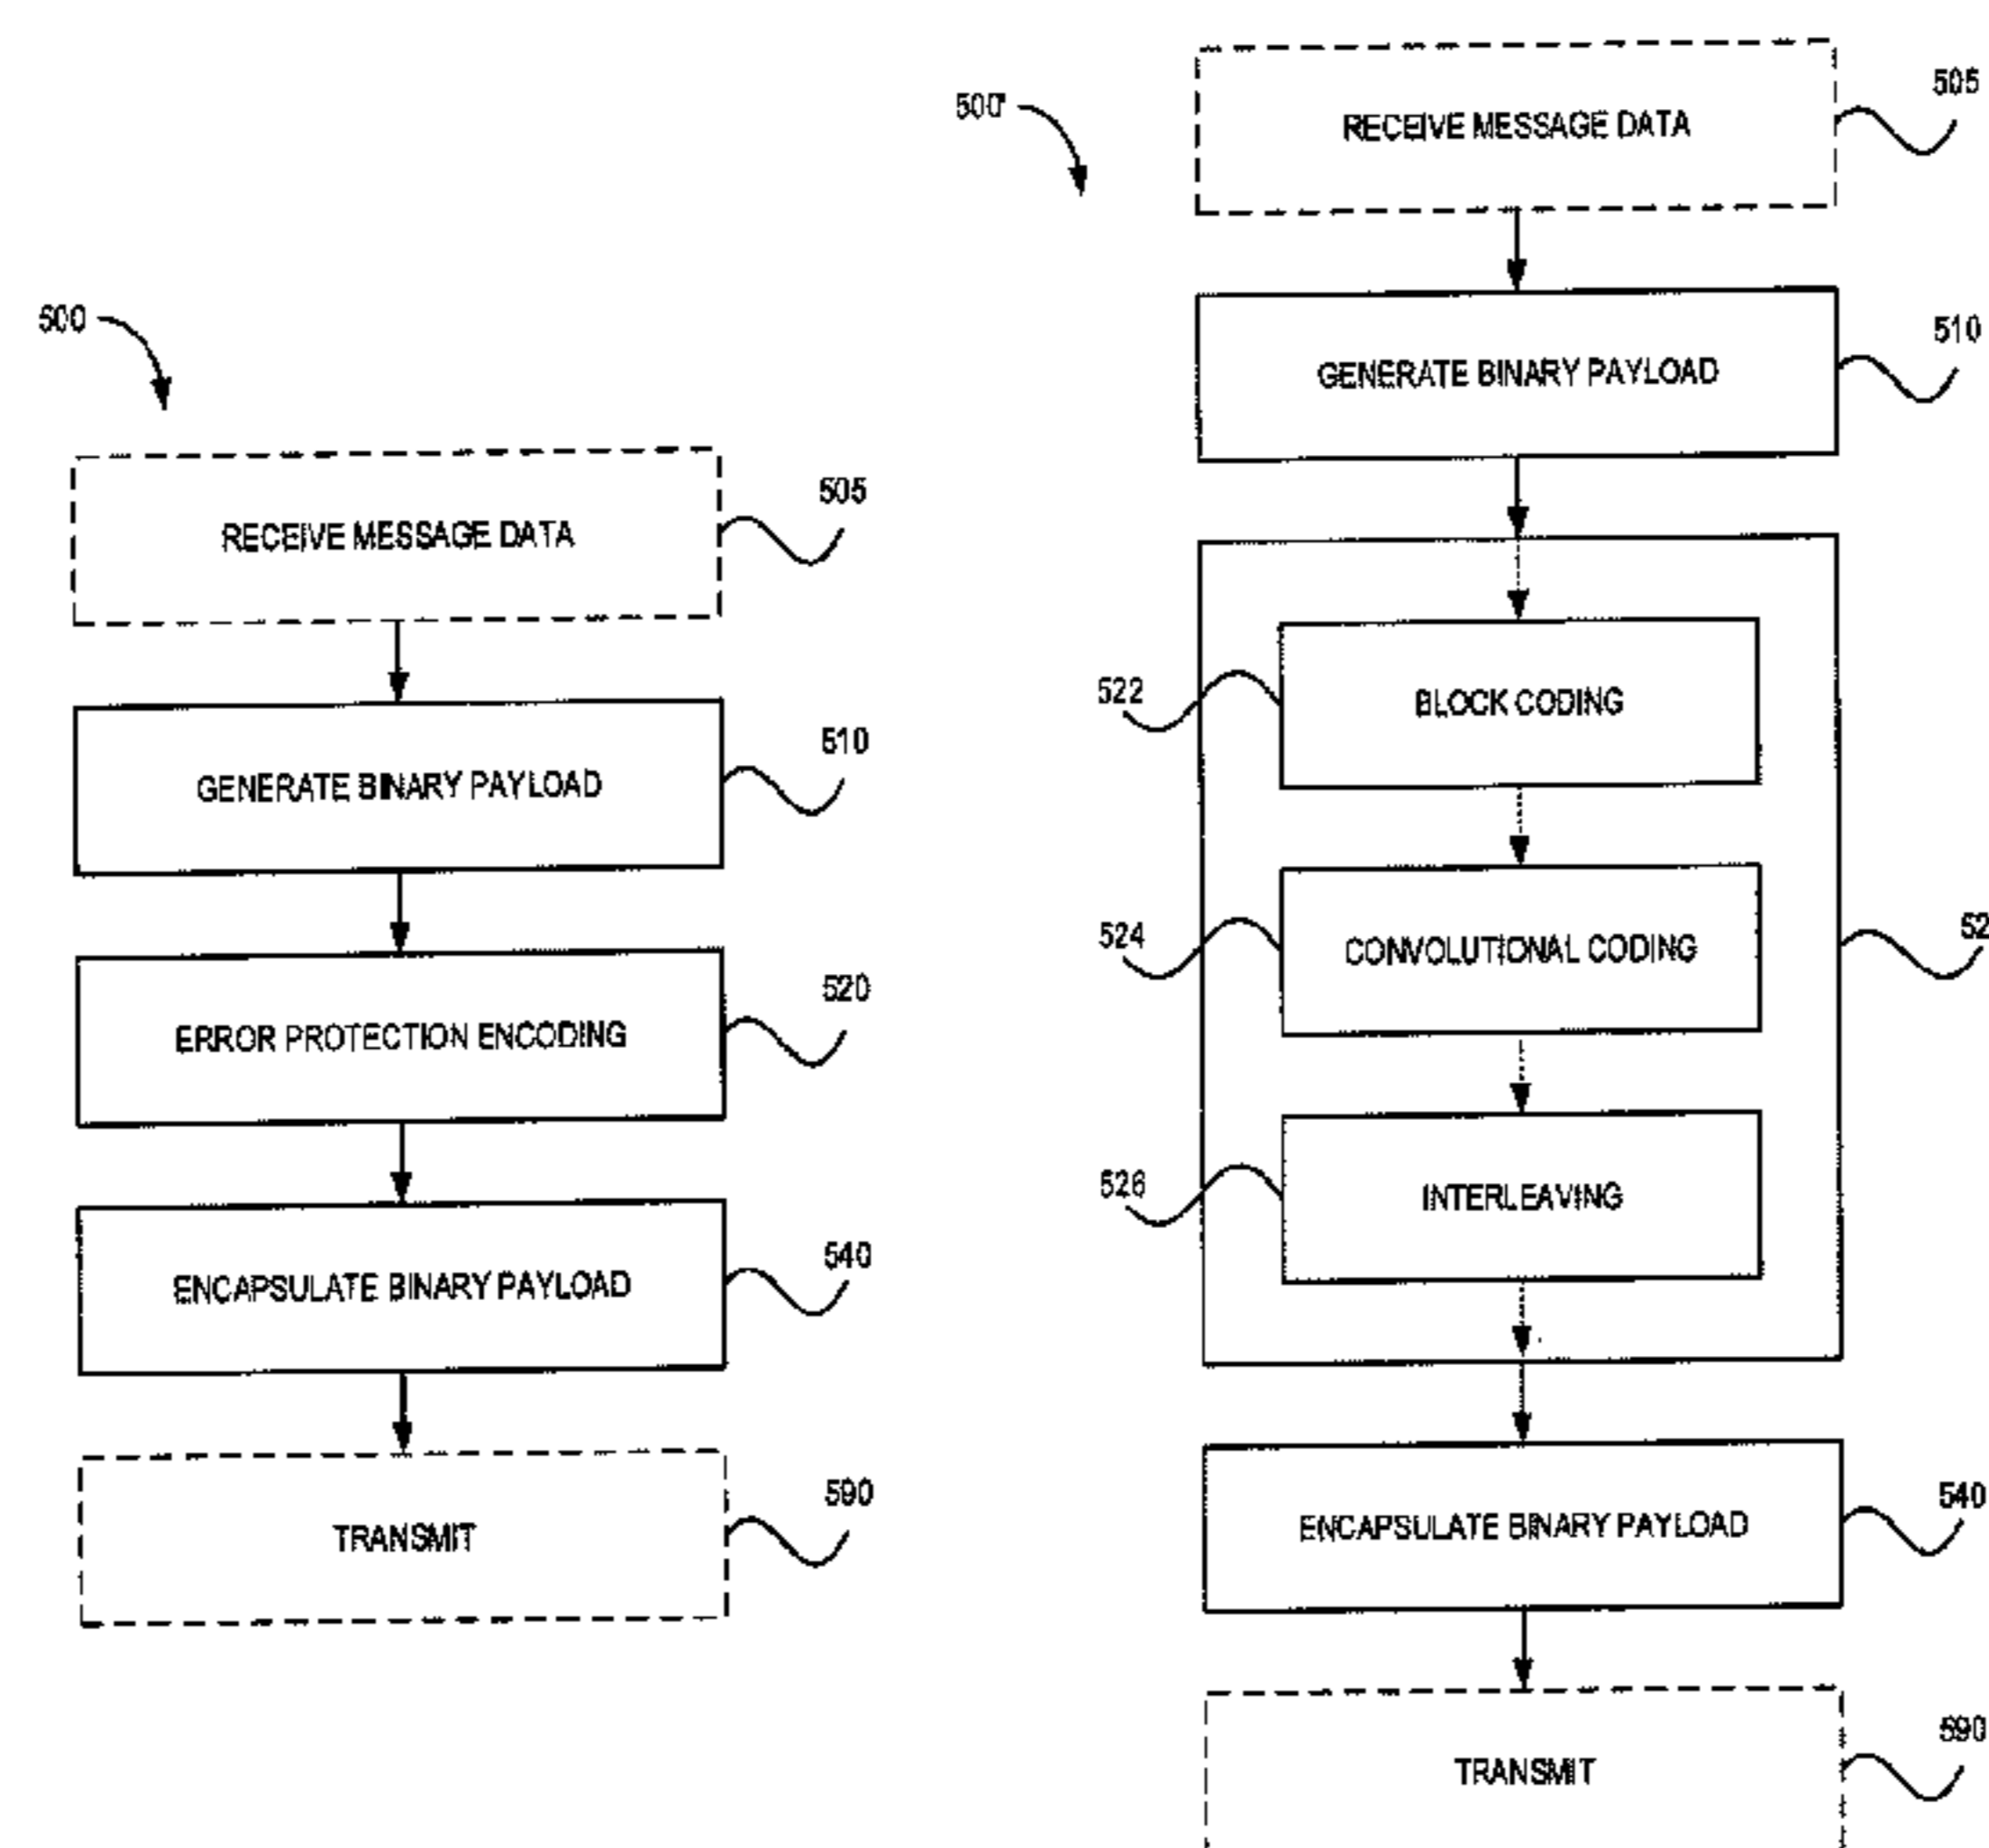 500
RECEIVE MESSAGE DATA
505
GENERATE BINARY PAYLOAD
510
ERROR PROTECTION ENCODING
520
ENCAPSULATE BINARY PAYLOAD
540
TRANSMIT
590
500'
RECEIVE MESSAGE DATA
505
GENERATE BINARY PAYLOAD
510
522
BLOCK CODING
524
CONVOLUTIONAL CODING
52
526
INTERLEAVING
ENCAPSULATE BINARY PAYLOAD
540
TRANSMIT
590